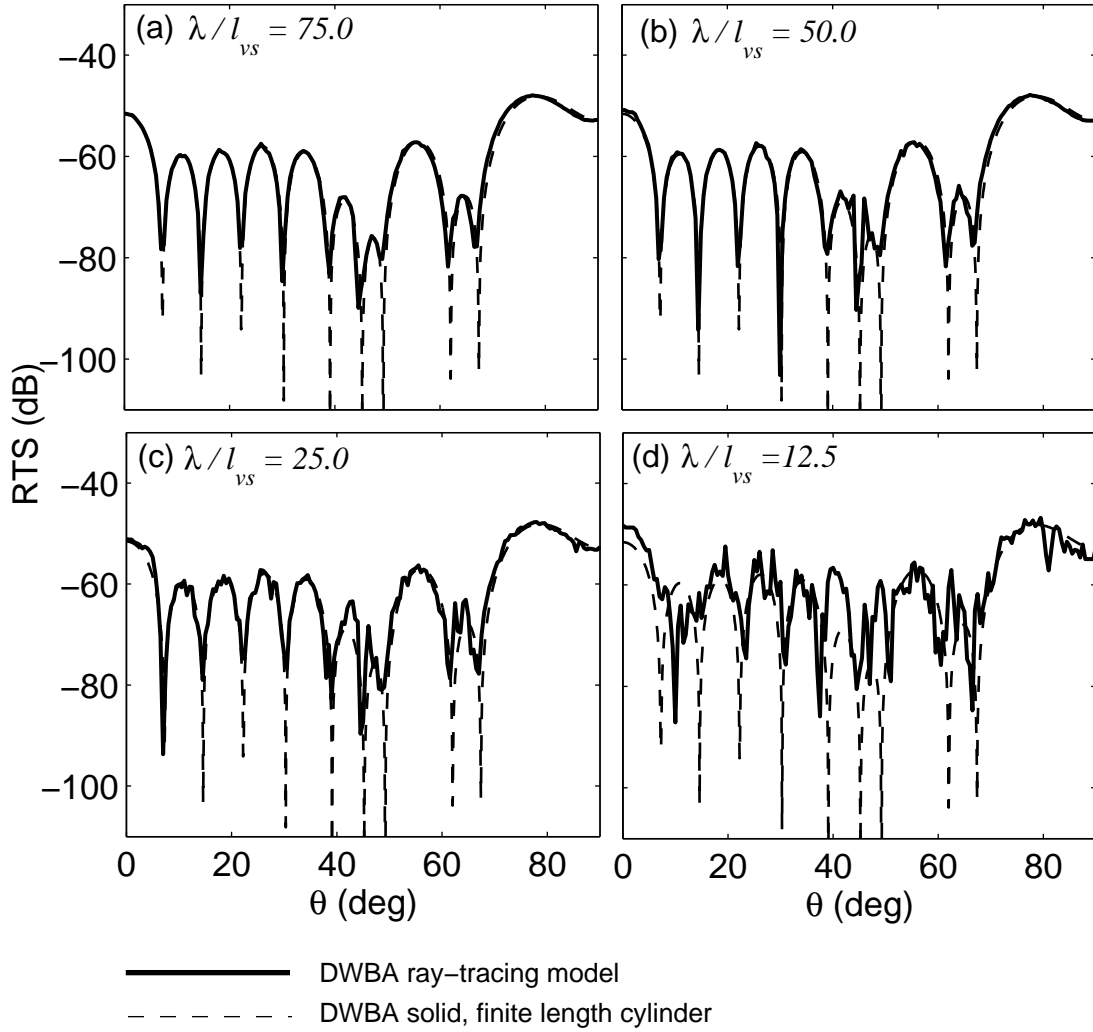 (a) λ / l_vs = 75.0
(b) λ / l_vs = 50.0
−40
−60
−80
−100
(c) λ / l_vs = 25.0
(d) λ / l_vs =12.5
−40
−60
−80
−100
RTS (dB)
0 20 40 60 80
0 20 40 60 80
θ (deg)
θ (deg)
DWBA ray−tracing model
DWBA solid, finite length cylinder